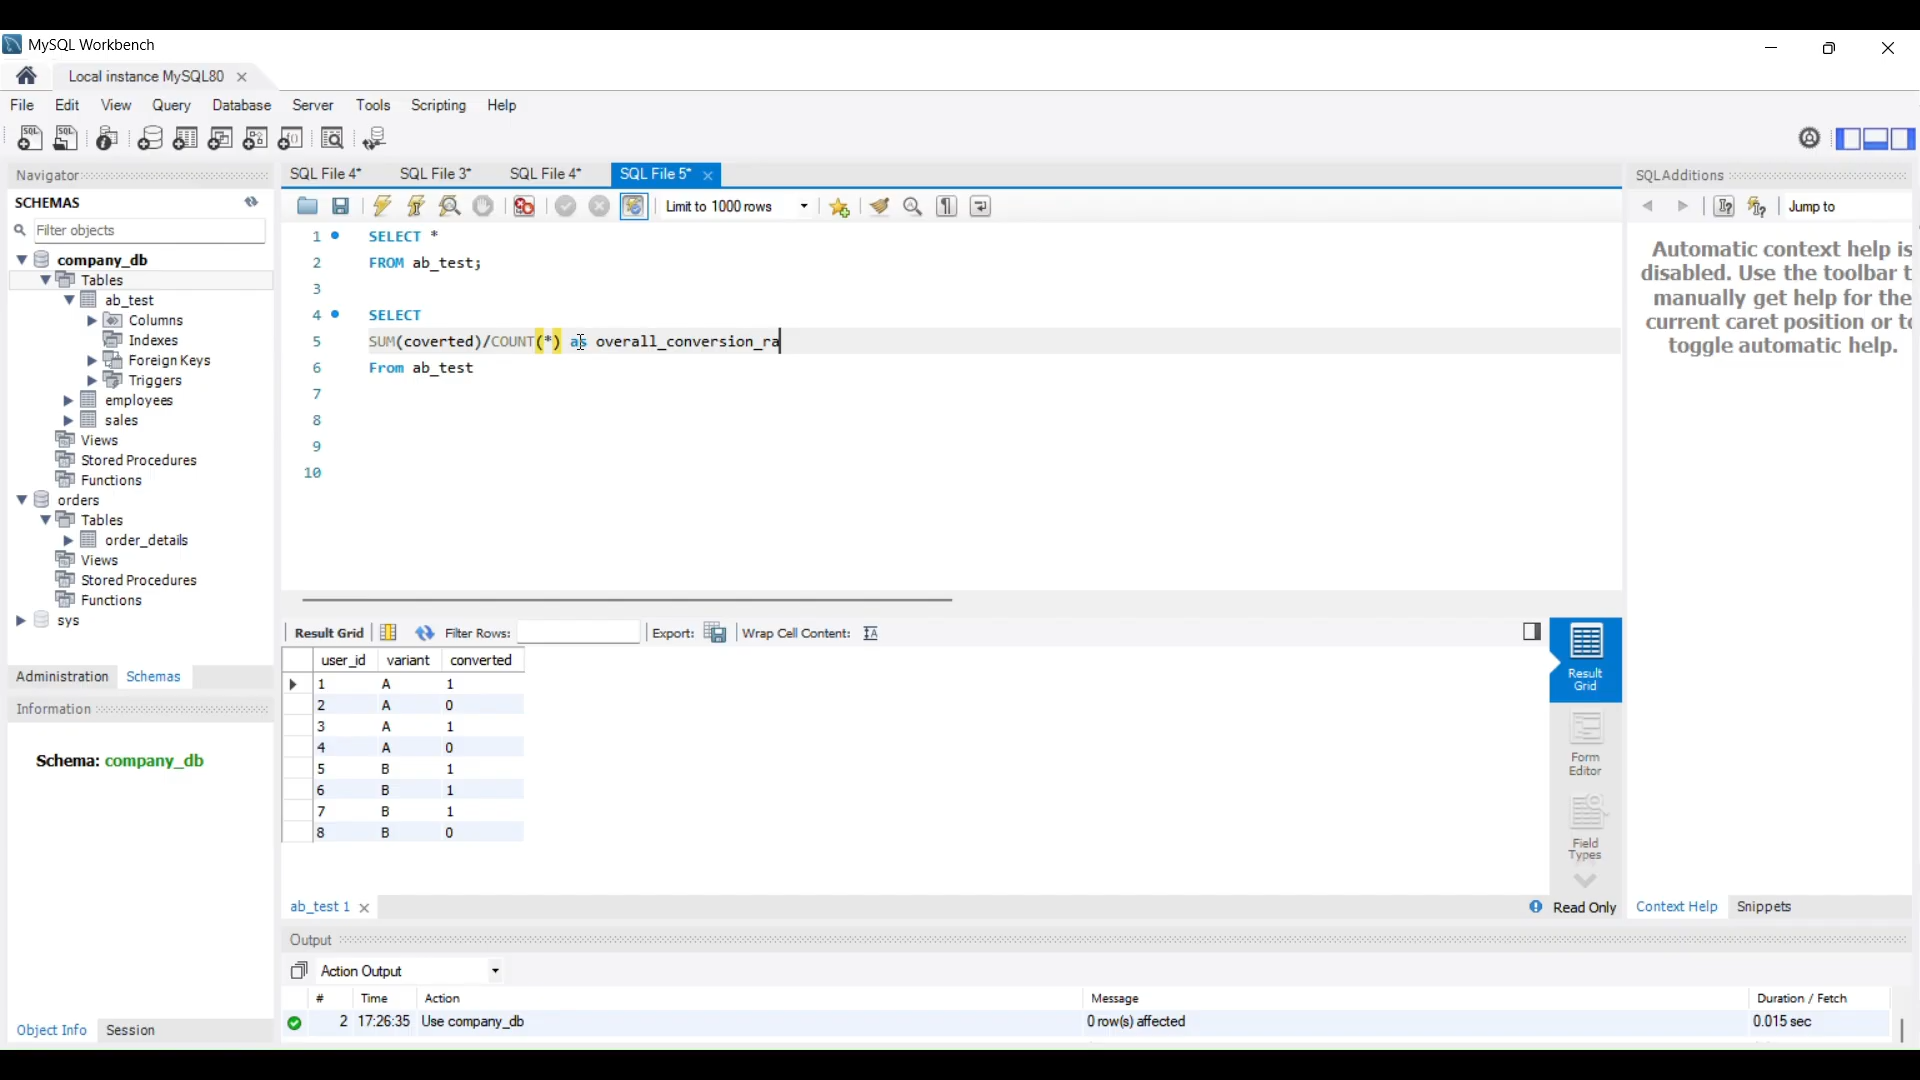 MySQL Workbench
Local instance MySQL80
File Edit View Query Database Server Tools Scripting Help
Navigator
SCHEMAS
Filter objects
company_db
Tables
ab_test
Columns
Indexes
Foreign Keys
Triggers
employees
sales
Views
Stored Procedures
Functions
orders
Tables
order_details
Views
Stored Procedures
Functions
sys
Administration Schemas
Information
Schema: company_db
Object Info Session
SQL File 4* SQL File 3* SQL File 4* SQL File 5*
Limit to 1000 rows
1 SELECT *
2 FROM ab_test;
3
4 SELECT
5 SUM(coverted)/COUNT(*) as overall_conversion_ra
6 From ab_test
7
8
9
10
Result Grid Filter Rows: Export: Wrap Cell Content:
user_id variant converted
1 A 1
2 A 0
3 A 1
4 A 0
5 B 1
6 B 1
7 B 1
8 B 0
Result
Grid
Form
Editor
Field
Types
ab_test 1
Read Only
Output
Action Output
# Time Action Message Duration / Fetch
2 17:26:35 Use company_db 0 row(s) affected 0.015 sec
SQLAdditions
Jump to
Automatic context help is
disabled. Use the toolbar t
manually get help for the
current caret position or to
toggle automatic help.
Context Help Snippets